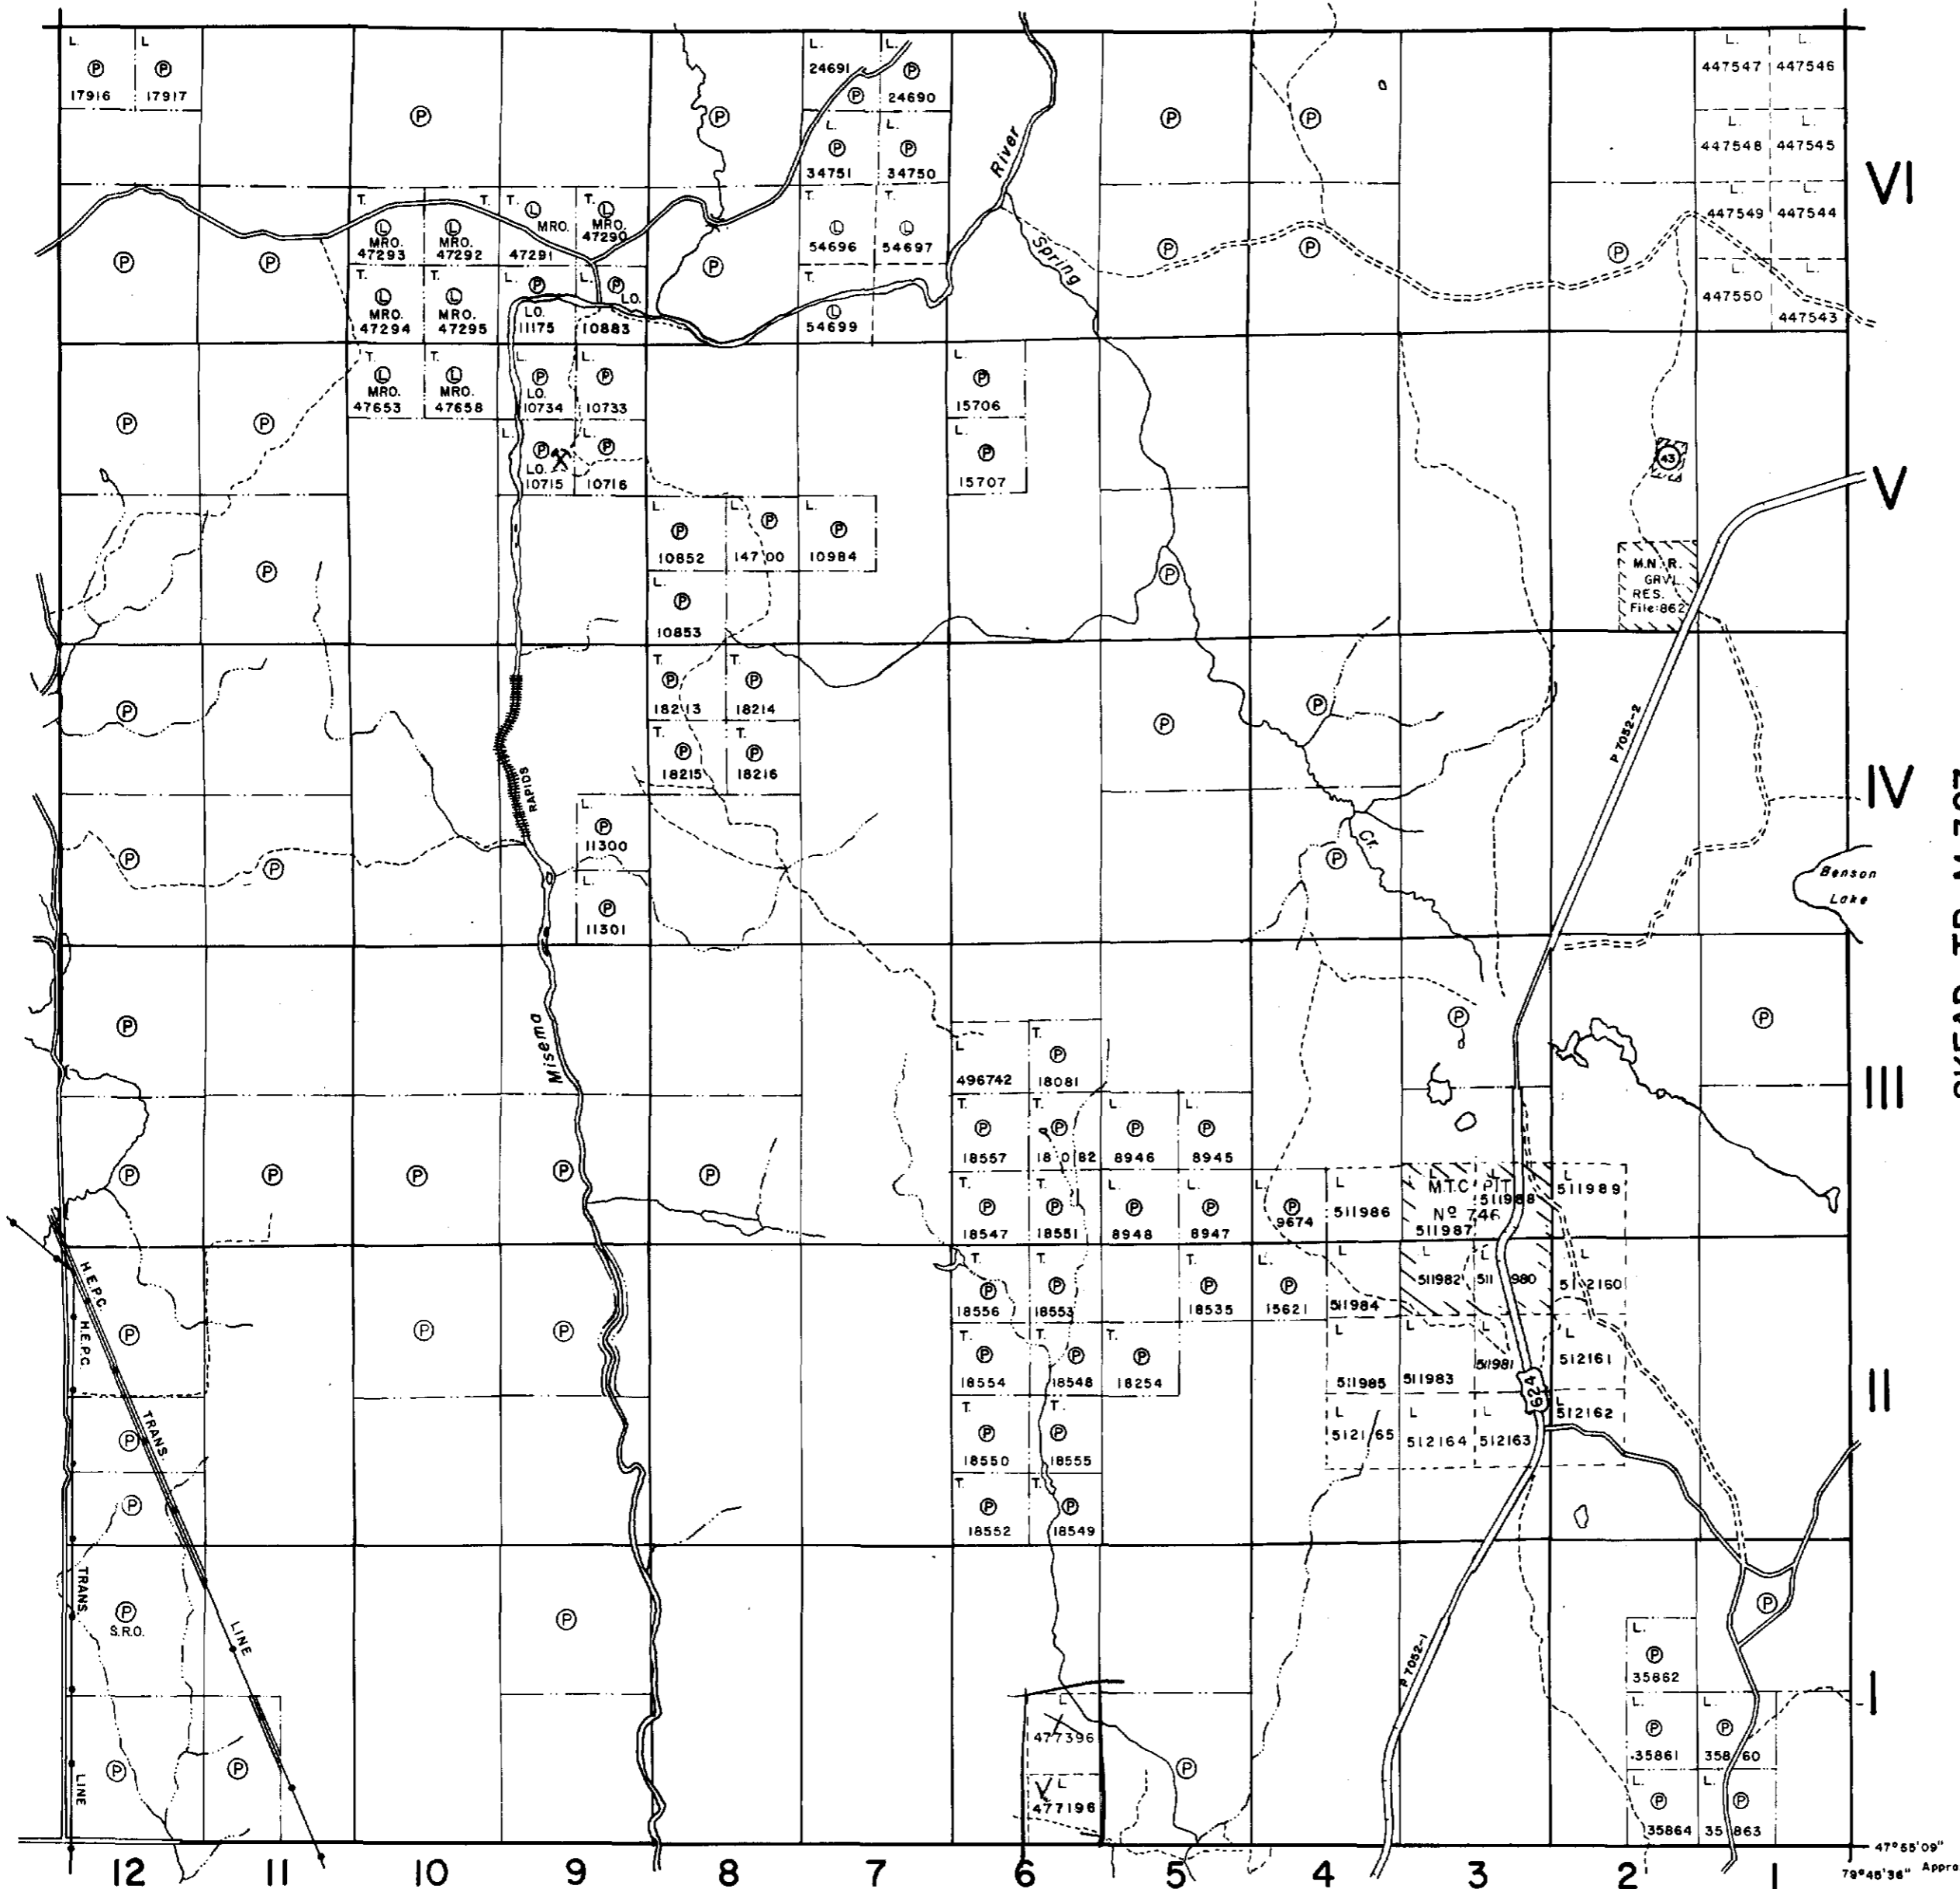 L. L L. L. L. L.
24691 447547 447546
P P P P
17916 17917 P 24690
P P P P P
L. L. L. L.
River 447548 447545
P P
34751 34750
VI
T. T. T. L T. L T. T. L. L.
MRO. MRO. MRO. MRO. 447549 447544
L L L L
47293 47292 47291 47290 54696 54697
Spring
P P P P P P
T. T. L. P L. P T. L. L.
L L LO. 447550
MRO. MRO. LO. L
47294 47295 11175 10883 54699 447543
T. T. L. L. L.
L L P P P
MRO. MRO. LO.
47653 47658 10734 10733 15706
P P L. L. L.
P P P 43
LO.
10715 10716 15707
V
L. L. L.
P P P
10852 14700 10984
P P M.N.R.
L. GRVL.
P RES.
10853 File:862
T. T.
P P P
18213 18214
P P
T. T. P 7052-2
P P
18215 18216
RAPIDS
IV
L.
P
11300 Cr.
P P P
L. Benson
P Lake
11301
P Misema P P
L T. P
496742 18081
III
T. T. L. L.
P P P P
18557 18082 8946 8945
P P P P P
T. T. L. L. L. L L L L
M.T.C PIT 511989
P P P P P 511988
9674 511986 Nº 746
18547 18551 8948 8947 511987
H.E.P.C.
T. T. T. L. L L L L
P P P P 511982 511980 512160
18556 18553 18535 15621 511984
H.E.P.C. P P P
T. T. T. L L L L
P P P 511981 512161
18554 18548 18254 511985 511983
624
II
TRANS
T. T. L L L L
P P P 512162
18550 18555 512165 512164 512163
P
T. T.
P P
18552 18549
TRANS
P P P
S.R.O.
LINE L.
P 7052-1 P
35862
I
L L. L.
477396 P P
35861 35860
P P P
LINE L L. L.
477196 P P
35864 35863
47°55'09"
12 11 10 9 8 7 6 5 4 3 2 1
79°45'36" Appro